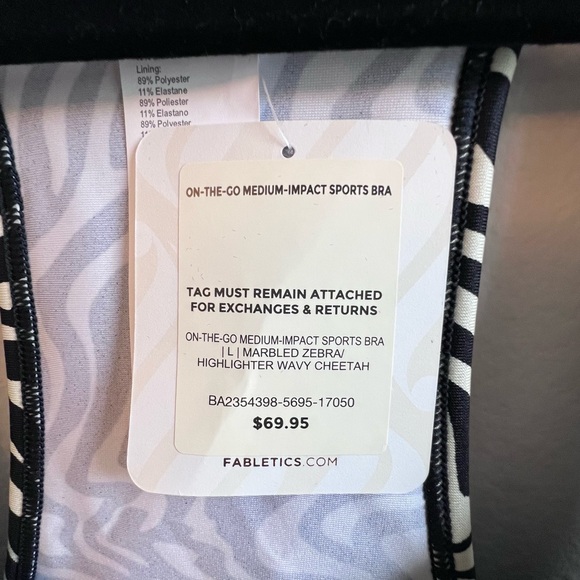 Lining:
89% Polyester
11% Elastane
89% Poliester
11% Elastano
89% Polyester
ON-THE-GO MEDIUM-IMPACT SPORTS BRA
TAG MUST REMAIN ATTACHED
FOR EXCHANGES & RETURNS
ON-THE-GO MEDIUM-IMPACT SPORTS BRA
| L | MARBLED ZEBRA/
HIGHLIGHTER WAVY CHEETAH
BA2354398-5695-17050
$69.95
FABLETICS.COM